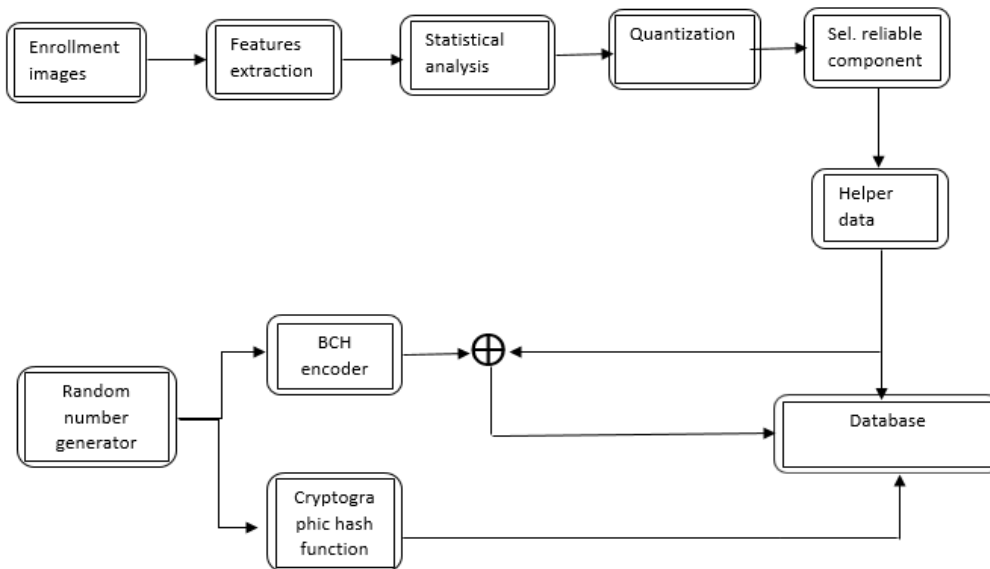 Enrollment
images
Features
extraction
Statistical
analysis
Quantization
Sel. reliable
component
Helper
data
BCH
encoder
Random
number
generator
Database
Cryptogra
phic hash
function